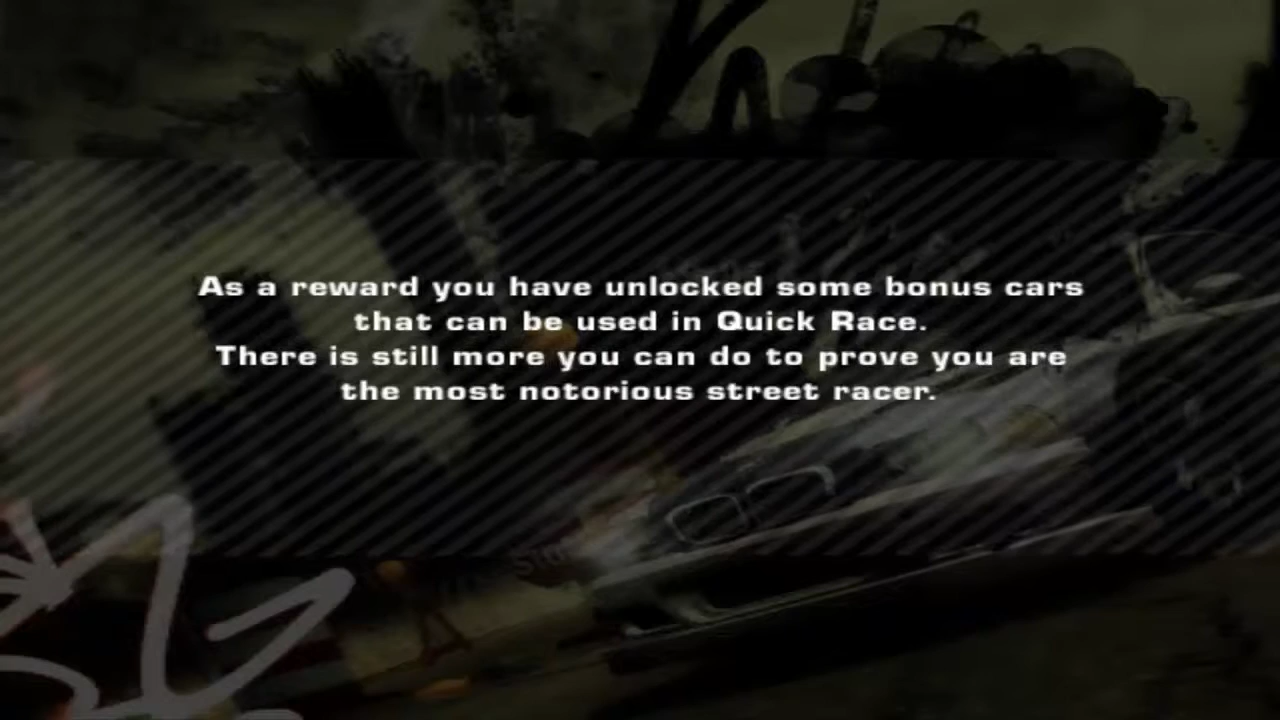 As a reward you have unlocked some bonus cars
that can be used in Quick Race.
There is still more you can do to prove you are
the most notorious street racer.